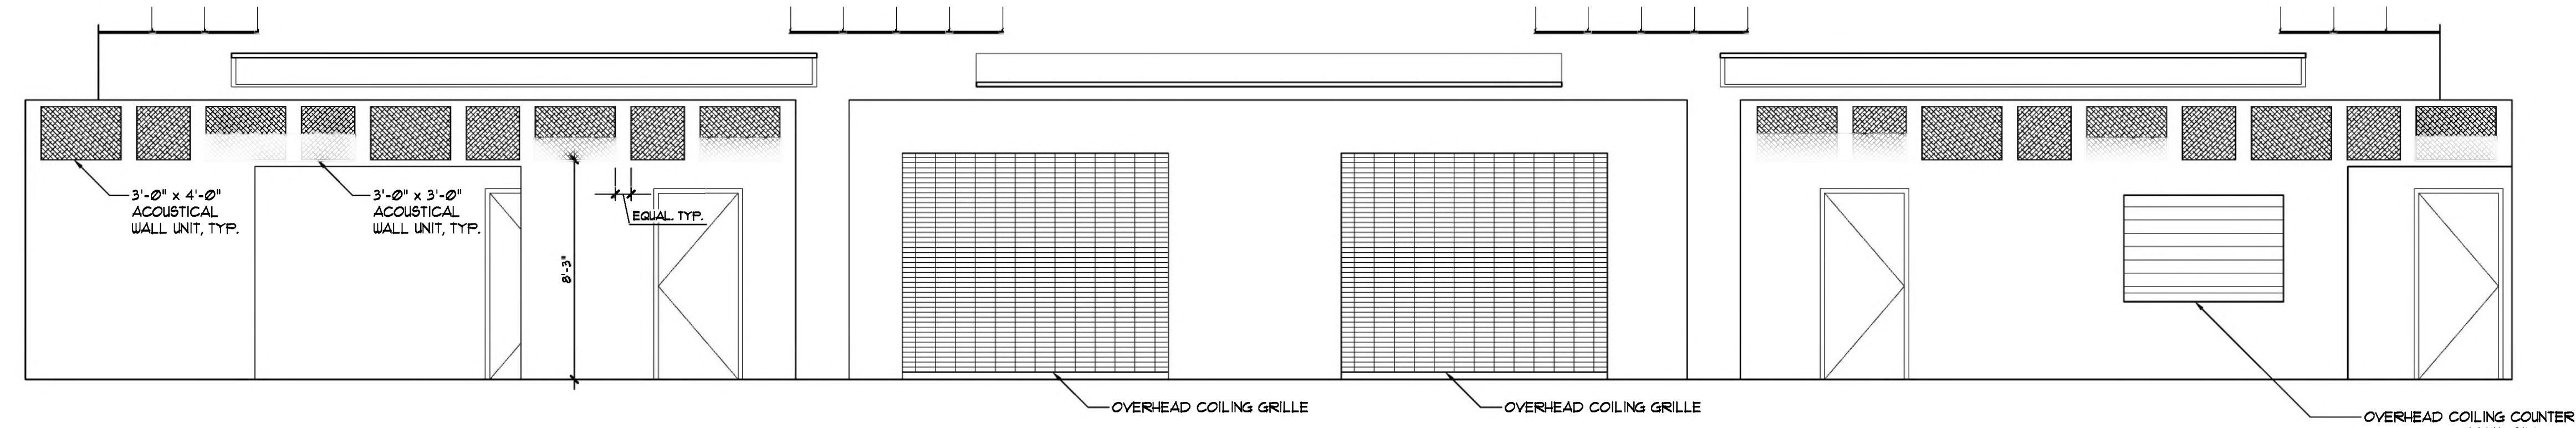 3'-0" x 4'-0"
ACOUSTICAL
WALL UNIT, TYP.
3'-0" x 3'-0"
ACOUSTICAL
WALL UNIT, TYP.
8'-3"
EQUAL. TYP.
OVERHEAD COILING GRILLE
OVERHEAD COILING GRILLE
OVERHEAD COILING COUNTER